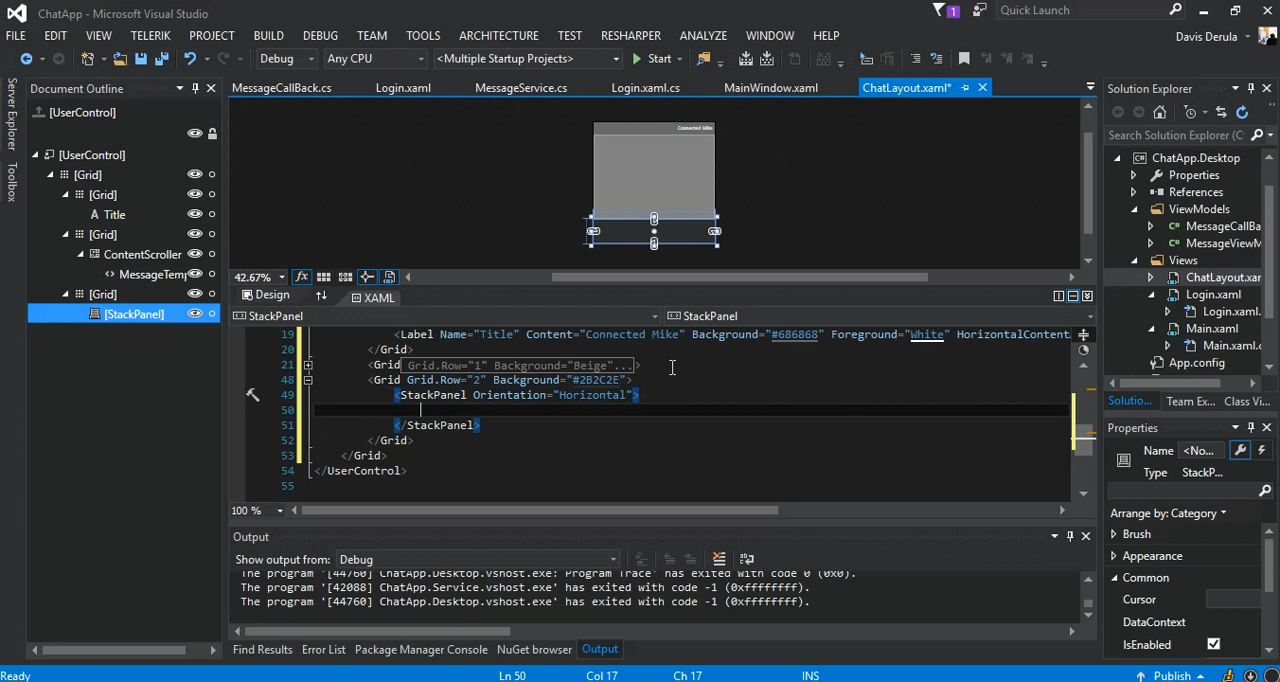 ChatApp - Microsoft Visual Studio
1
Quick Launch
FILE EDIT VIEW TELERIK PROJECT BUILD DEBUG TEAM TOOLS ARCHITECTURE TEST RESHARPER ANALYZE WINDOW HELP
Davis Derula
Debug Any CPU <Multiple Startup Projects> Start
Server Explorer
Toolbox
Document Outline
[UserControl]
[UserControl]
[Grid]
[Grid]
Title
[Grid]
ContentScroller
MessageTemp
[Grid]
[StackPanel]
MessageCallBack.cs Login.xaml MessageService.cs Login.xaml.cs MainWindow.xaml ChatLayout.xaml*
Connected Mike
42.67% fx
Design XAML
StackPanel StackPanel
19 <Label Name="Title" Content="Connected Mike" Background="#686868" Foreground="White" HorizontalConten
20 </Grid>
21 <Grid Grid.Row="1" Background="Beige"...>
48 <Grid Grid.Row="2" Background="#2B2C2E">
49 <StackPanel Orientation="Horizontal">
50
51 </StackPanel>
52 </Grid>
53 </Grid>
54 </UserControl>
55
100 %
Output
Show output from: Debug
The program '[44760] ChatApp.Desktop.vshost.exe: Program Trace' has exited with code 0 (0x0).
The program '[42088] ChatApp.Service.vshost.exe' has exited with code -1 (0xffffffff).
The program '[44760] ChatApp.Desktop.vshost.exe' has exited with code -1 (0xffffffff).
Find Results Error List Package Manager Console NuGet browser Output
Solution Explorer
Search Solution Explorer (C
ChatApp.Desktop
Properties
References
ViewModels
MessageCallBa
MessageViewM
Views
ChatLayout.xar
Login.xaml
Login.xaml.
Main.xaml
Main.xaml.
App.config
Solutio... Team Ex... Class Vi...
Properties
Name <No...
Type StackP...
Arrange by: Category
Brush
Appearance
Common
Cursor
DataContext
IsEnabled
Ready Ln 50 Col 17 Ch 17 INS Publish